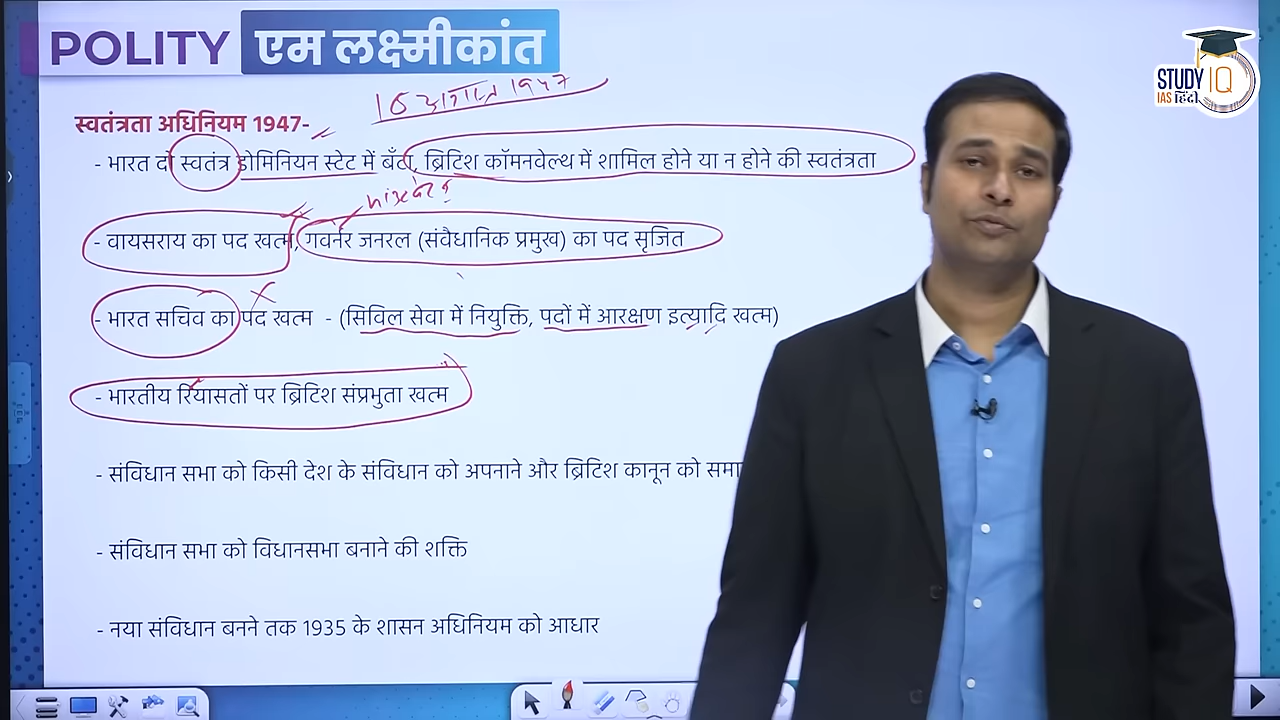 POLITY एम लक्ष्मीकांत
STUDY IQ
IAS हिंदी
1947
स्वतंत्रता अधिनियम 1947-
- भारत दो स्वतंत्र डोमिनियन स्टेट में बँटा, ब्रिटिश कॉमनवेल्थ में शामिल होने या न होने की स्वतंत्रता
- वायसराय का पद खत्म, गवर्नर जनरल (संवैधानिक प्रमुख) का पद सृजित
- भारत सचिव का पद खत्म - (सिविल सेवा में नियुक्ति, पदों में आरक्षण इत्यादि खत्म)
- भारतीय रियासतों पर ब्रिटिश संप्रभुता खत्म
- संविधान सभा को किसी देश के संविधान को अपनाने और ब्रिटिश कानून को समा
- संविधान सभा को विधानसभा बनाने की शक्ति
- नया संविधान बनने तक 1935 के शासन अधिनियम को आधार